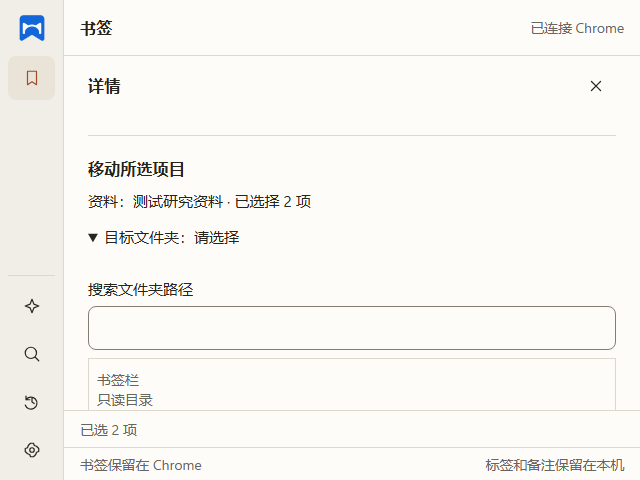 书签
已连接 Chrome
详情
移动所选项目
资料：测试研究资料 · 已选择 2 项
目标文件夹：请选择
搜索文件夹路径
书签栏
只读目录
已选 2 项
书签保留在 Chrome
标签和备注保留在本机